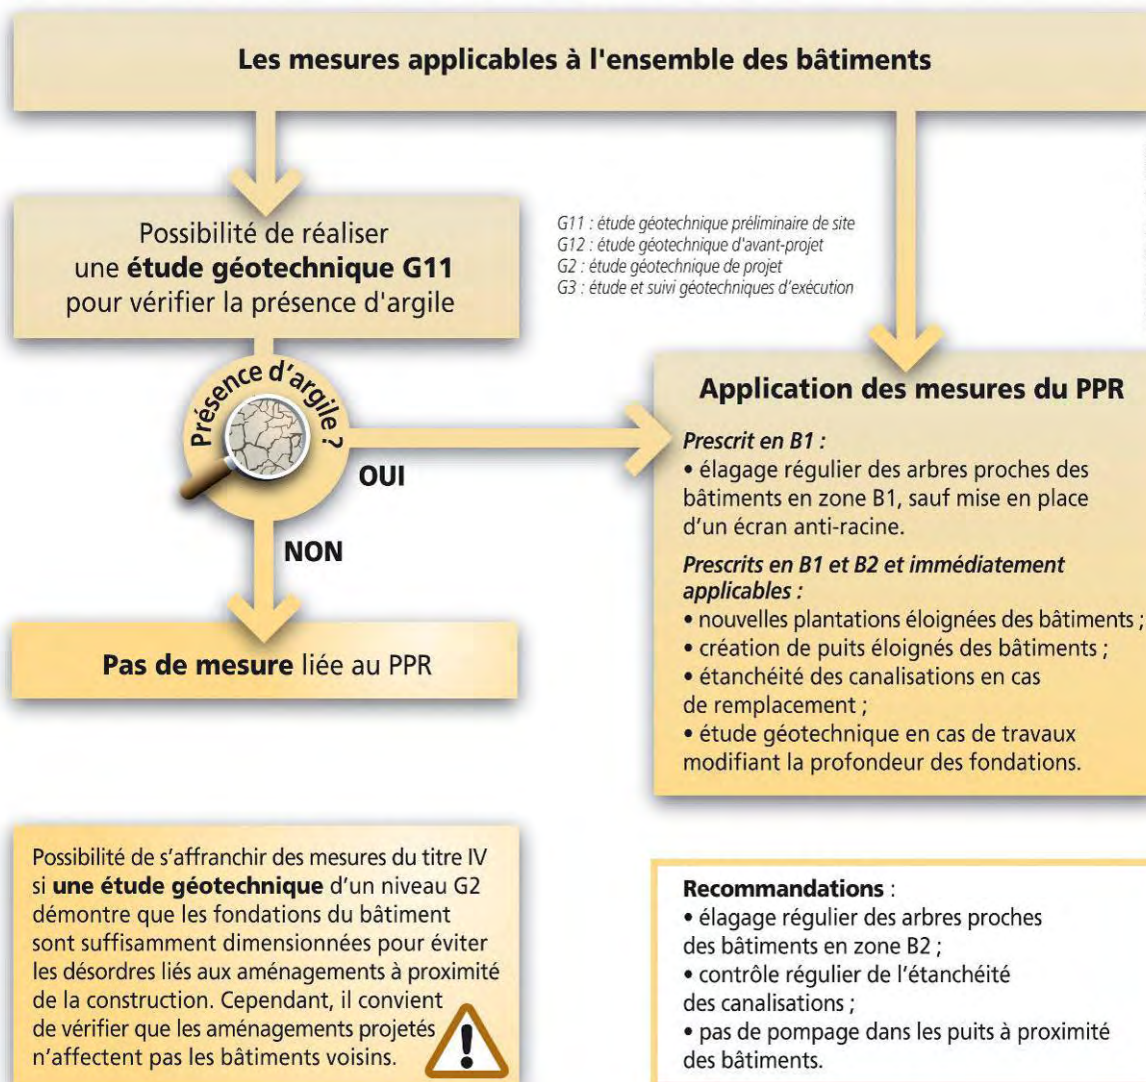 Les mesures applicables à l'ensemble des bâtiments
Possibilité de réaliser
une étude géotechnique G11
pour vérifier la présence d'argile
G11 : étude géotechnique préliminaire de site
G12 : étude géotechnique d'avant-projet
G2 : étude géotechnique de projet
G3 : étude et suivi géotechniques d'exécution
Présence d'argile ?
OUI
NON
Pas de mesure liée au PPR
Application des mesures du PPR
Prescrit en B1 :
• élagage régulier des arbres proches des
bâtiments en zone B1, sauf mise en place
d'un écran anti-racine.
Prescrits en B1 et B2 et immédiatement
applicables :
• nouvelles plantations éloignées des bâtiments ;
• création de puits éloignés des bâtiments ;
• étanchéité des canalisations en cas
de remplacement ;
• étude géotechnique en cas de travaux
modifiant la profondeur des fondations.
Possibilité de s'affranchir des mesures du titre IV
si une étude géotechnique d'un niveau G2
démontre que les fondations du bâtiment
sont suffisamment dimensionnées pour éviter
les désordres liés aux aménagements à proximité
de la construction. Cependant, il convient
de vérifier que les aménagements projetés
n'affectent pas les bâtiments voisins.
!
Recommandations :
• élagage régulier des arbres proches
des bâtiments en zone B2 ;
• contrôle régulier de l'étanchéité
des canalisations ;
• pas de pompage dans les puits à proximité
des bâtiments.